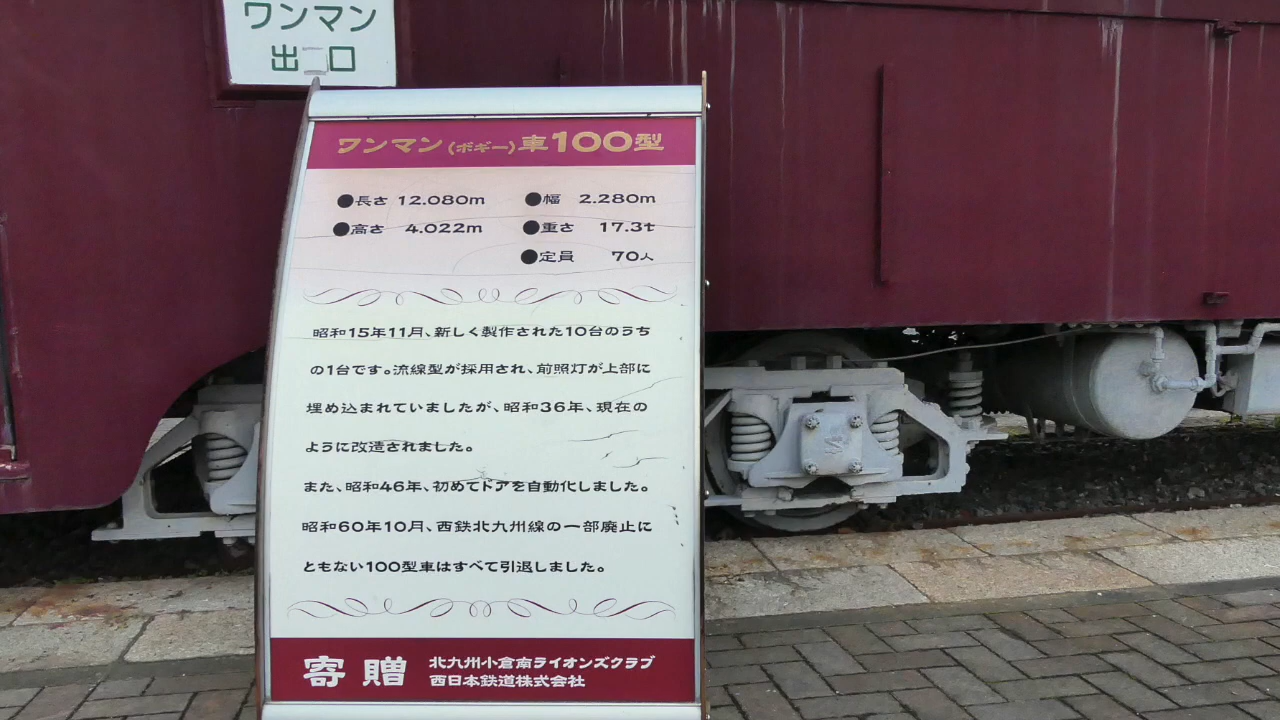 ワンマン
出口
ワンマン(ボギー)車100型
●長さ 12.080m ●幅 2.280m
●高さ 4.022m ●重さ 17.3t
●定員 70人
昭和15年11月、新しく製作された10台のうち
の1台です。流線型が採用され、前照灯が上部に
埋め込まれていましたが、昭和36年、現在の
ように改造されました。
また、昭和46年、初めてドアを自動化しました。
昭和60年10月、西鉄北九州線の一部廃止に
ともない100型車はすべて引退しました。
寄贈 北九州小倉南ライオンズクラブ
西日本鉄道株式会社